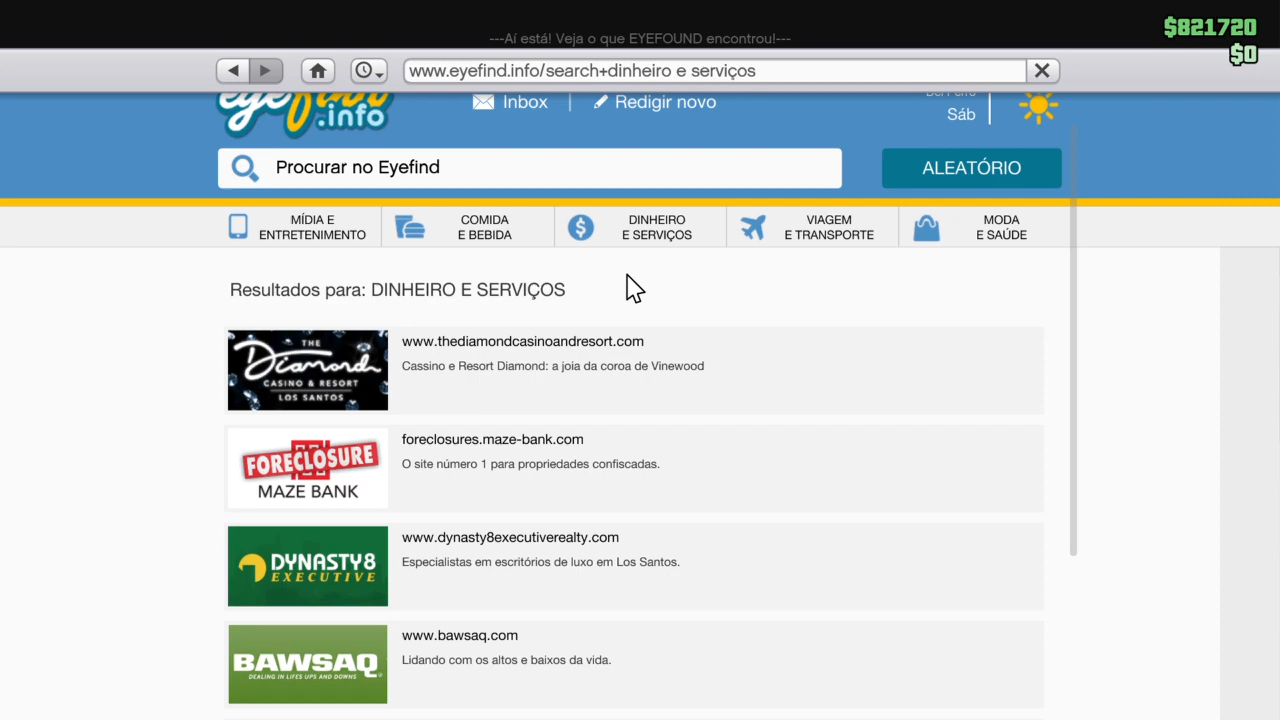 ---Aí está! Veja o que EYEFOUND encontrou!---
$821720
$0
www.eyefind.info/search+dinheiro e serviços
eyefind
.info
Inbox
Redigir novo
Sáb
Procurar no Eyefind
ALEATÓRIO
MÍDIA E
ENTRETENIMENTO
COMIDA
E BEBIDA
DINHEIRO
E SERVIÇOS
VIAGEM
E TRANSPORTE
MODA
E SAÚDE
Resultados para: DINHEIRO E SERVIÇOS
THE
Diamond
CASINO & RESORT
LOS SANTOS
www.thediamondcasinoandresort.com
Cassino e Resort Diamond: a joia da coroa de Vinewood
FORECLOSURE
MAZE BANK
foreclosures.maze-bank.com
O site número 1 para propriedades confiscadas.
DYNASTY8
EXECUTIVE
www.dynasty8executiverealty.com
Especialistas em escritórios de luxo em Los Santos.
BAWSAQ
DEALING IN LIFES UPS AND DOWNS
www.bawsaq.com
Lidando com os altos e baixos da vida.